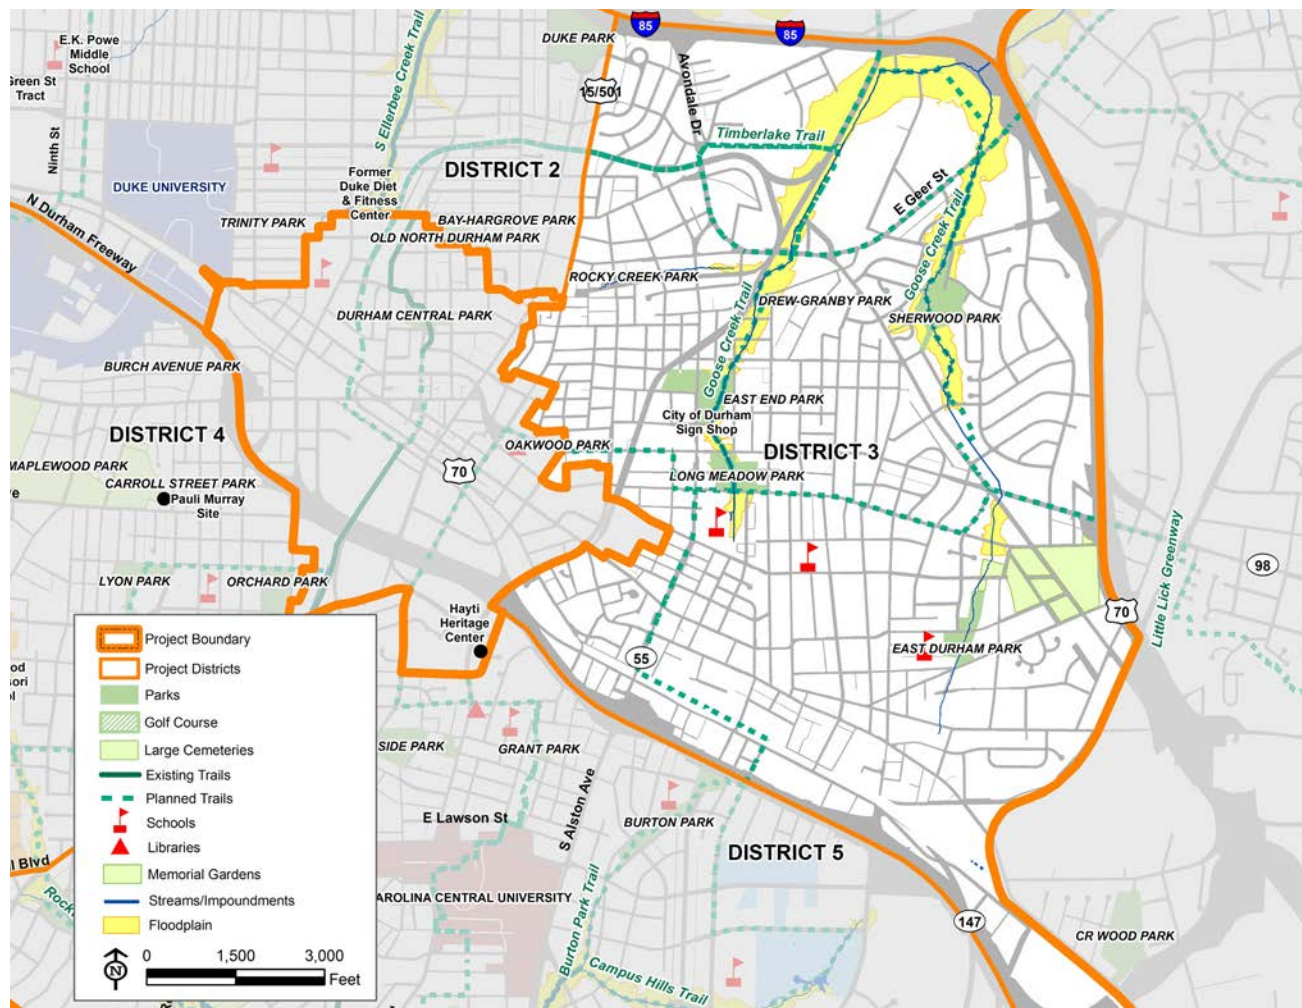 E.K. Powe
Middle
School
Green St
Tract
Ninth St
DUKE UNIVERSITY
N Durham Freeway
S Ellerbee Creek Trail
DUKE PARK
85
85
15/501
Avondale Dr
Timberlake Trail
DISTRICT 2
Former
Duke Diet
& Fitness
Center
TRINITY PARK
BAY-HARGROVE PARK
OLD NORTH DURHAM PARK
E Geer St
Goose Creek Trail
ROCKY CREEK PARK
DREW-GRANBY PARK
SHERWOOD PARK
DURHAM CENTRAL PARK
Goose Creek Trail
BURCH AVENUE PARK
EAST END PARK
City of Durham
Sign Shop
DISTRICT 4
OAKWOOD PARK
DISTRICT 3
70
MAPLEWOOD PARK
CARROLL STREET PARK
Pauli Murray
Site
LONG MEADOW PARK
Little Lick Greenway
98
LYON PARK
ORCHARD PARK
70
Hayti
Heritage
Center
55
EAST DURHAM PARK
SIDE PARK
GRANT PARK
S Alston Ave
E Lawson St
BURTON PARK
DISTRICT 5
l Blvd
AROLINA CENTRAL UNIVERSITY
Burton Park Trail
Campus Hills Trail
147
CR WOOD PARK
Project Boundary
Project Districts
Parks
Golf Course
Large Cemeteries
Existing Trails
Planned Trails
Schools
Libraries
Memorial Gardens
Streams/Impoundments
Floodplain
N
0 1,500 3,000
Feet